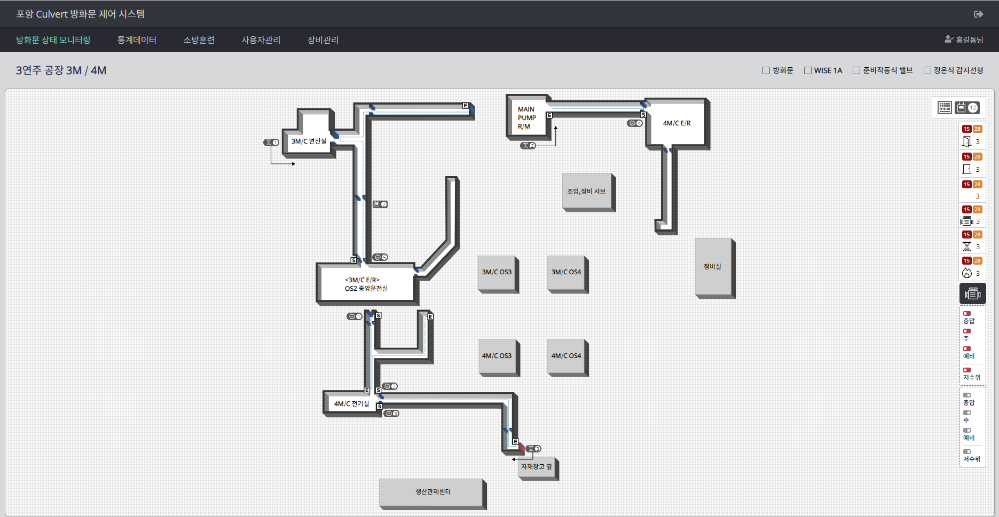 포항 Culvert 방화문 제어 시스템
방화문 상태 모니터링 통계데이터 소방훈련 사용자관리 장비관리 홍길동님
3연주 공장 3M / 4M
방화문 WISE 1A 준비작동식 밸브 정온식 감지선형
12
15 28
3
15 28
3
15 28
3
15 28
3
15 28
3
15 28
3
충압
주
예비
저수위
충압
주
예비
저수위
E
3M/C 변전실
1
2
S
5
<3M/C E/R>
OS2 중앙운전실
MAIN
PUMP
R/M
E
S
4
4M/C E/R
2
조업,정비 서브
정비실
3M/C OS3
3M/C OS4
4M/C OS3
4M/C OS4
1
S
E
E
S
2
4M/C 전기실
S
3
E
3
자재창고 옆
생산관제센터